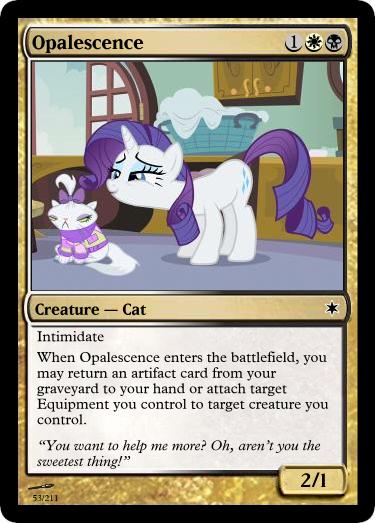 Opalescence 1
Creature — Cat
Intimidate
When Opalescence enters the battlefield, you
may return an artifact card from your
graveyard to your hand or attach target
Equipment you control to target creature you
control.
“You want to help me more? Oh, aren’t you the
sweetest thing!”
2/1
53/211